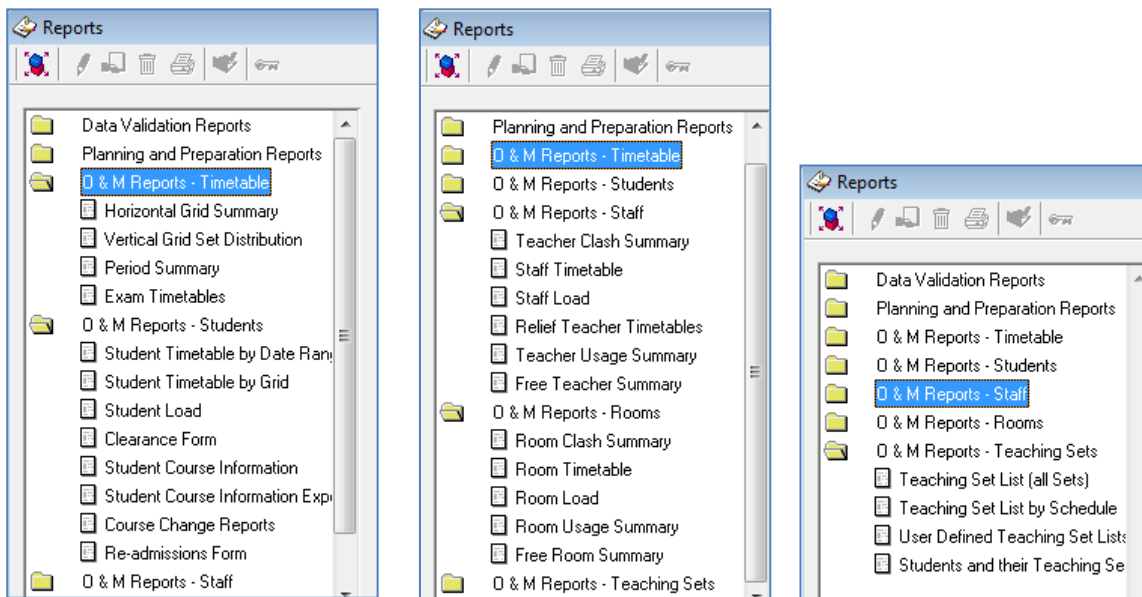 Reports
Data Validation Reports
Planning and Preparation Reports
O & M Reports - Timetable
Horizontal Grid Summary
Vertical Grid Set Distribution
Period Summary
Exam Timetables
O & M Reports - Students
Student Timetable by Date Ran
Student Timetable by Grid
Student Load
Clearance Form
Student Course Information
Student Course Information Exp
Course Change Reports
Re-admissions Form
O & M Reports - Staff
Reports
Planning and Preparation Reports
O & M Reports - Timetable
O & M Reports - Students
O & M Reports - Staff
Teacher Clash Summary
Staff Timetable
Staff Load
Relief Teacher Timetables
Teacher Usage Summary
Free Teacher Summary
O & M Reports - Rooms
Room Clash Summary
Room Timetable
Room Load
Room Usage Summary
Free Room Summary
O & M Reports - Teaching Sets
Reports
Data Validation Reports
Planning and Preparation Reports
O & M Reports - Timetable
O & M Reports - Students
O & M Reports - Staff
O & M Reports - Rooms
O & M Reports - Teaching Sets
Teaching Set List (all Sets)
Teaching Set List by Schedule
User Defined Teaching Set Lists
Students and their Teaching Se